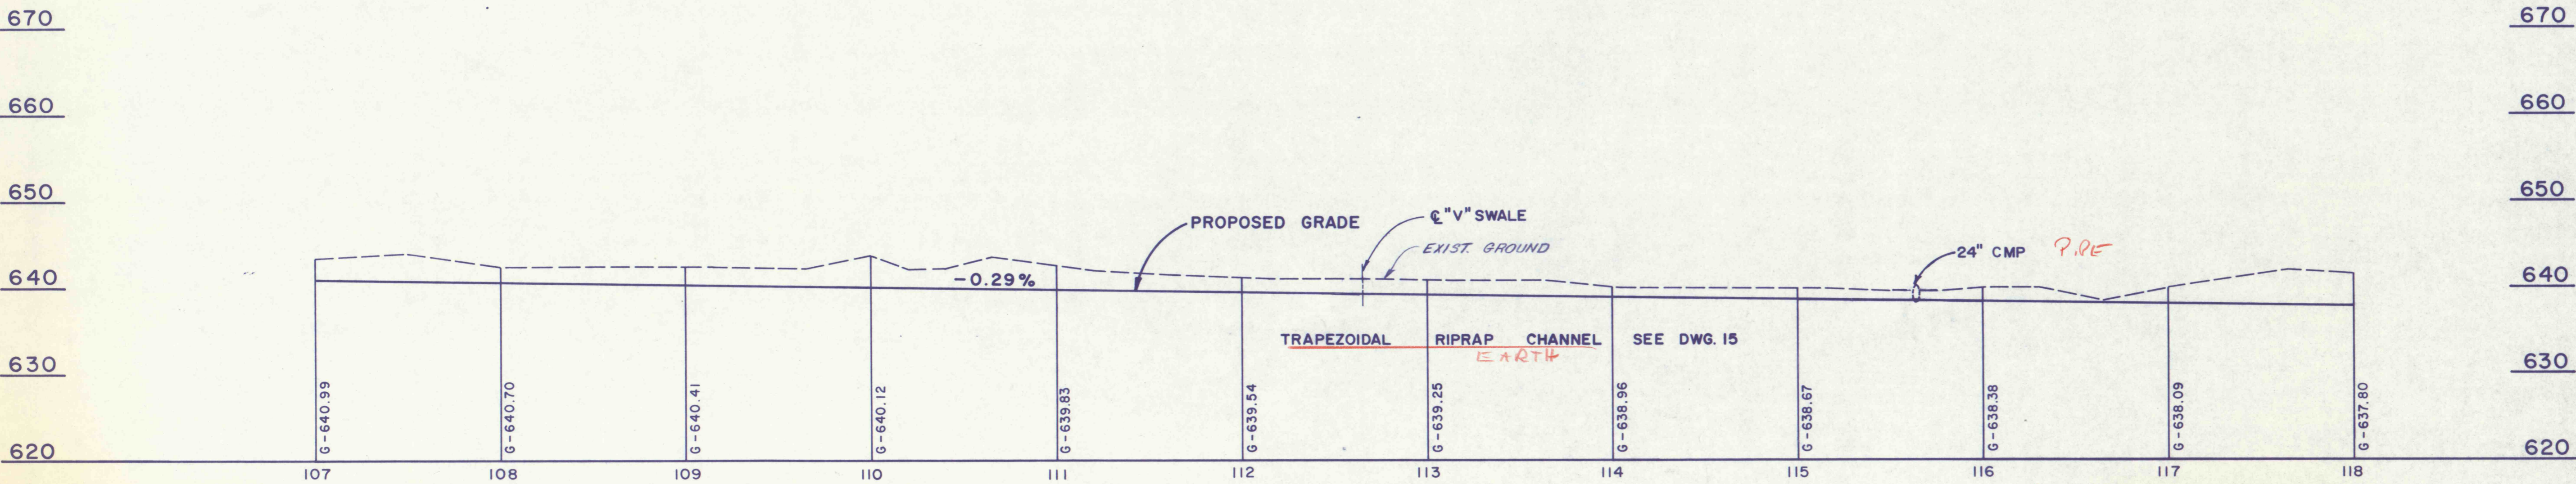 670 670
660 660
650 650
PROPOSED GRADE
℄ "V" SWALE
EXIST. GROUND
24" CMP P.PE
640 640
-0.29%
TRAPEZOIDAL RIPRAP CHANNEL SEE DWG. 15
EARTH
630 630
G-640.99
G-640.70
G-640.41
G-640.12
G-639.83
G-639.54
G-639.25
G-638.96
G-638.67
G-638.38
G-638.09
G-637.80
620 620
107 108 109 110 111 112 113 114 115 116 117 118